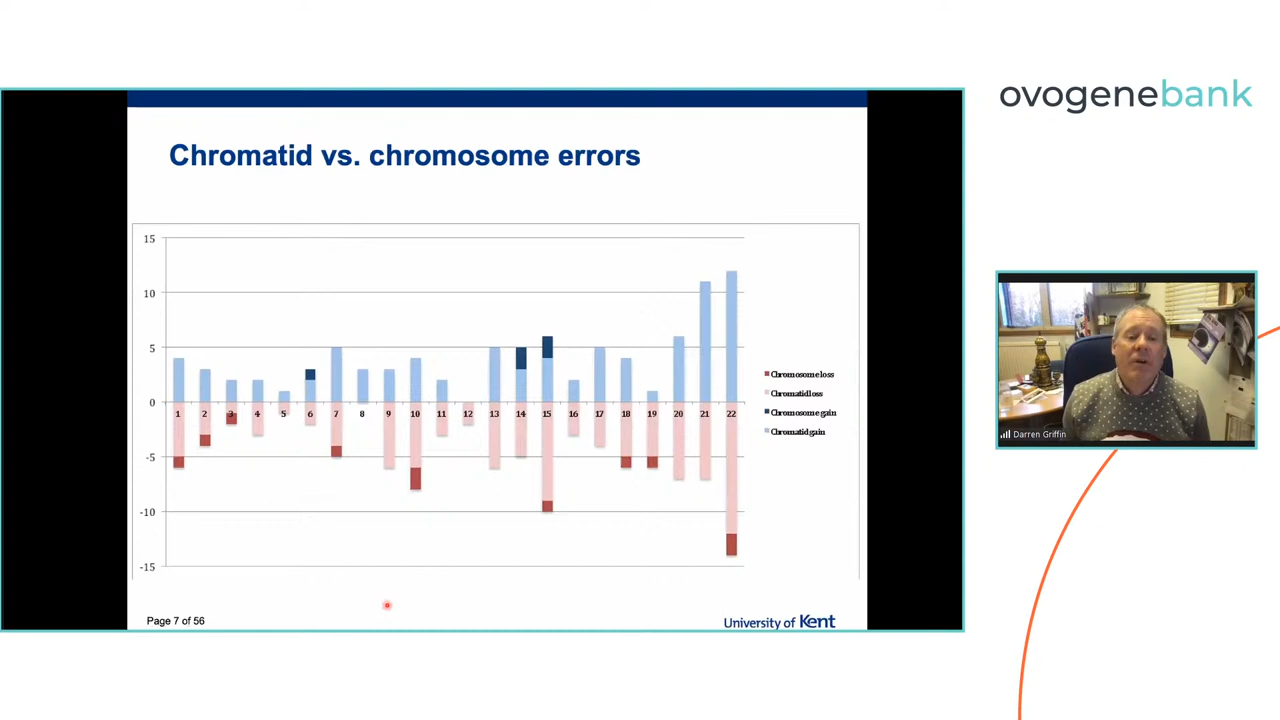 ovogenebank
Chromatid vs. chromosome errors
15
10
5
0
-5
-10
-15
1 2 3 4 5 6 7 8 9 10 11 12 13 14 15 16 17 18 19 20 21 22
Chromosome loss
Chromatid loss
Chromosome gain
Chromatid gain
Darren Griffin
Page 7 of 56
University of Kent